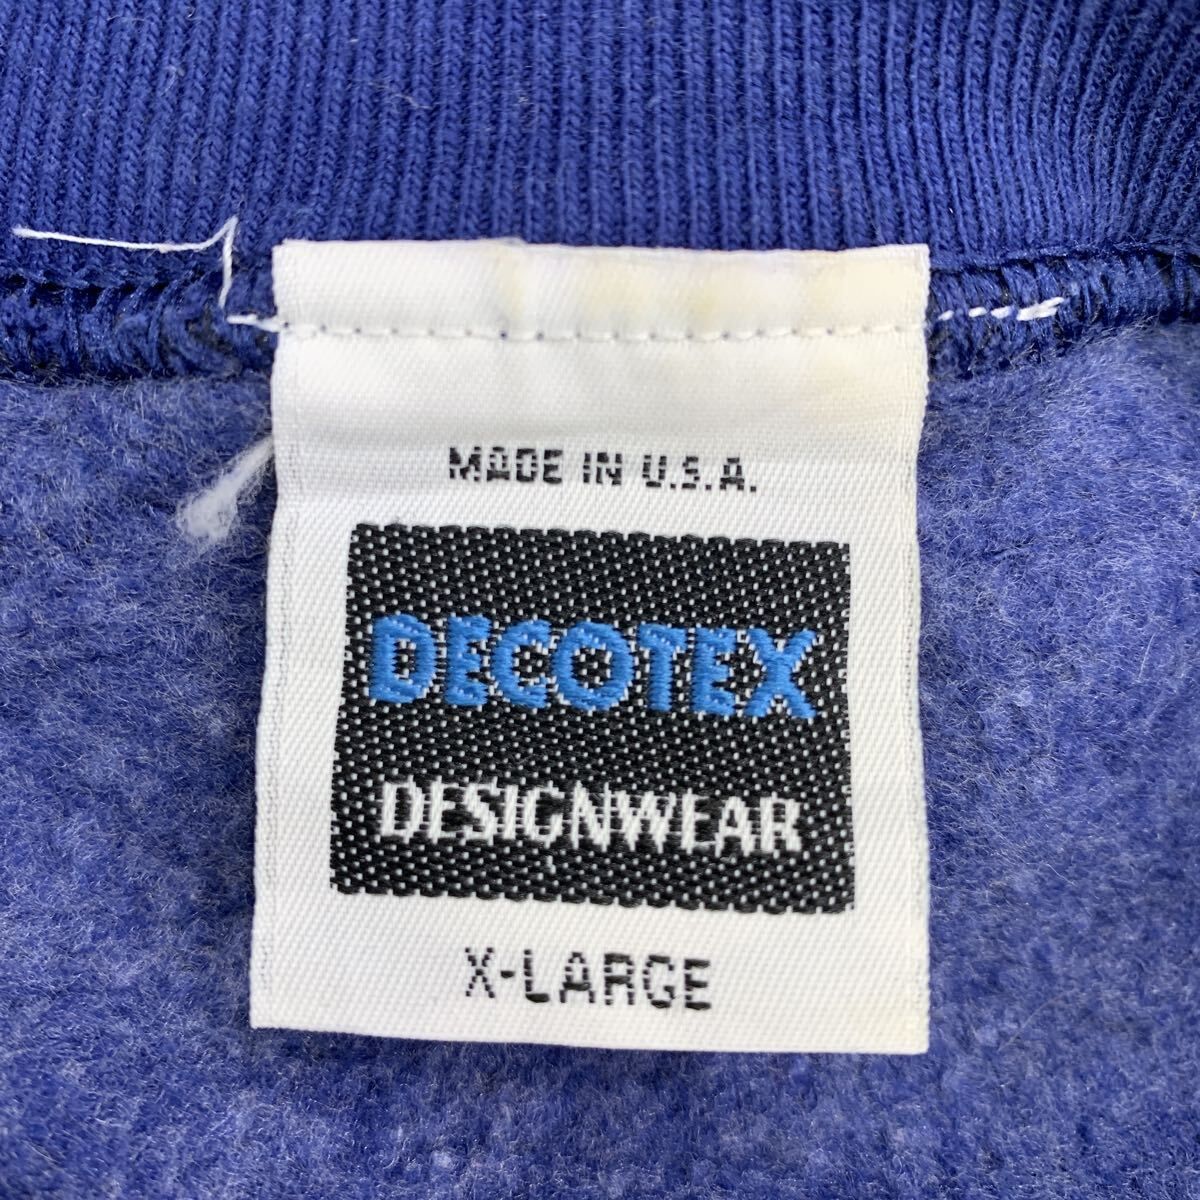 MADE IN U.S.A.
DECOTEX
DESIGNWEAR
X-LARGE